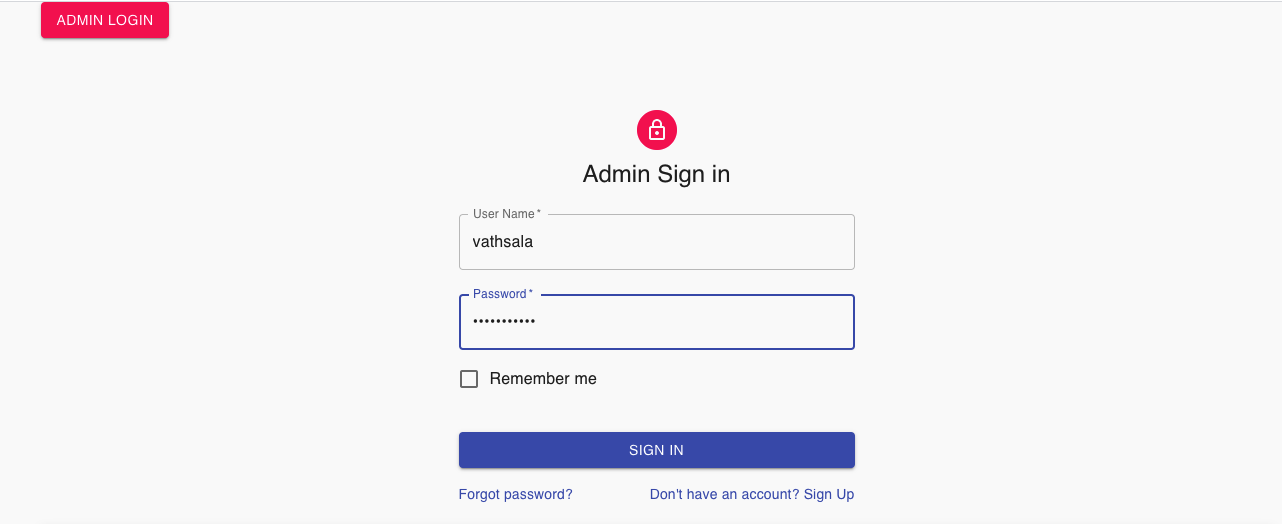 ADMIN LOGIN
Admin Sign in
User Name *
vathsala
Password *
•••••••••••
Remember me
SIGN IN
Forgot password? Don't have an account? Sign Up